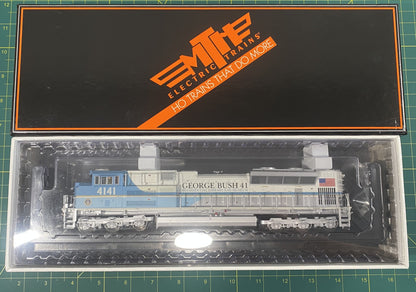 MTH
ELECTRIC TRAINS
HO TRAINS THAT DO MORE.
4141
GEORGE BUSH 41